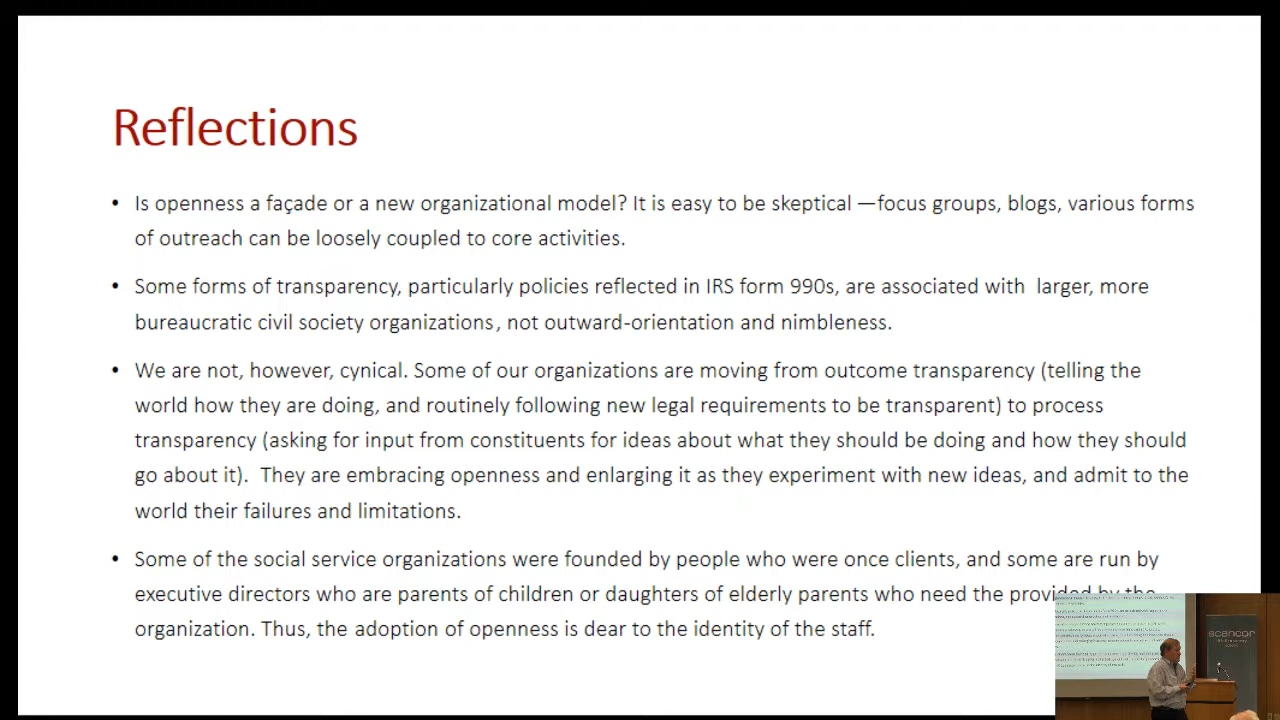 Reflections
• Is openness a façade or a new organizational model? It is easy to be skeptical —focus groups, blogs, various forms
of outreach can be loosely coupled to core activities.
• Some forms of transparency, particularly policies reflected in IRS form 990s, are associated with larger, more
bureaucratic civil society organizations, not outward-orientation and nimbleness.
• We are not, however, cynical. Some of our organizations are moving from outcome transparency (telling the
world how they are doing, and routinely following new legal requirements to be transparent) to process
transparency (asking for input from constituents for ideas about what they should be doing and how they should
go about it). They are embracing openness and enlarging it as they experiment with new ideas, and admit to the
world their failures and limitations.
• Some of the social service organizations were founded by people who were once clients, and some are run by
executive directors who are parents of children or daughters of elderly parents who need the provided by the
organization. Thus, the adoption of openness is dear to the identity of the staff.
scancor